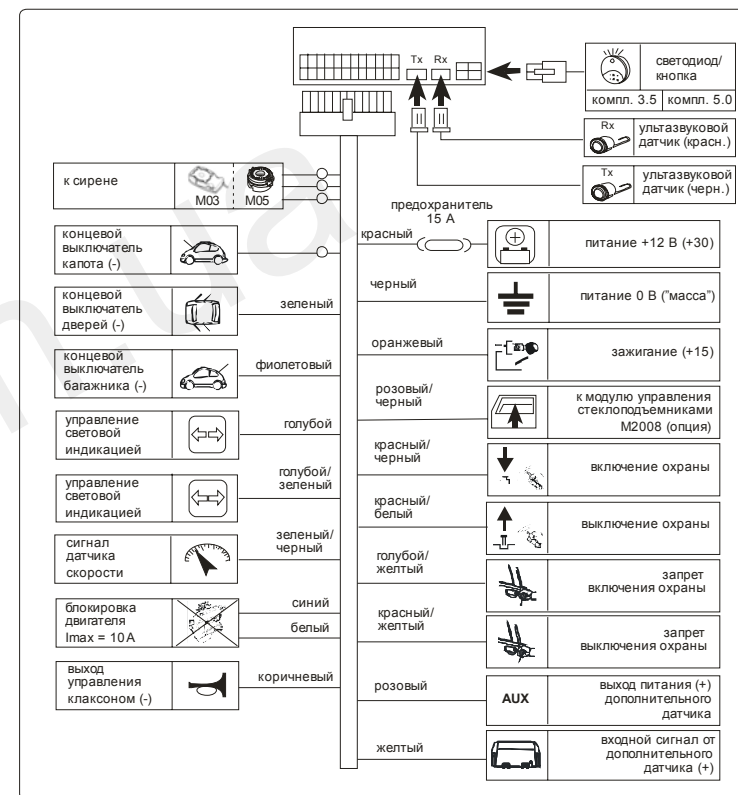 Tx
Rx
светодиод/
кнопка
компл. 3.5
компл. 5.0
Rx
ультазвуковой
датчик (красн.)
Tx
ультазвуковой
датчик (черн.)
к сирене
M03
M05
концевой
выключатель
капота (-)
концевой
выключатель
дверей (-)
зеленый
концевой
выключатель
багажника (-)
фиолетовый
управление
световой
индикацией
голубой
управление
световой
индикацией
голубой/
зеленый
сигнал
датчика
скорости
зеленый/
черный
блокировка
двигателя
Imax = 10 A
синий
белый
выход
управления
клаксоном (-)
коричневый
предохранитель
15 А
красный
питание +12 В (+30)
черный
питание 0 В ("масса")
оранжевый
зажигание (+15)
розовый/
черный
к модулю управления
стеклоподъемниками
M2008 (опция)
красный/
черный
включение охраны
красный/
белый
выключение охраны
голубой/
желтый
запрет
включения охраны
красный/
желтый
запрет
выключения охраны
розовый
AUX
выход питания (+)
дополнительного
датчика
желтый
входной сигнал от
дополнительного
датчика (+)
m.ua